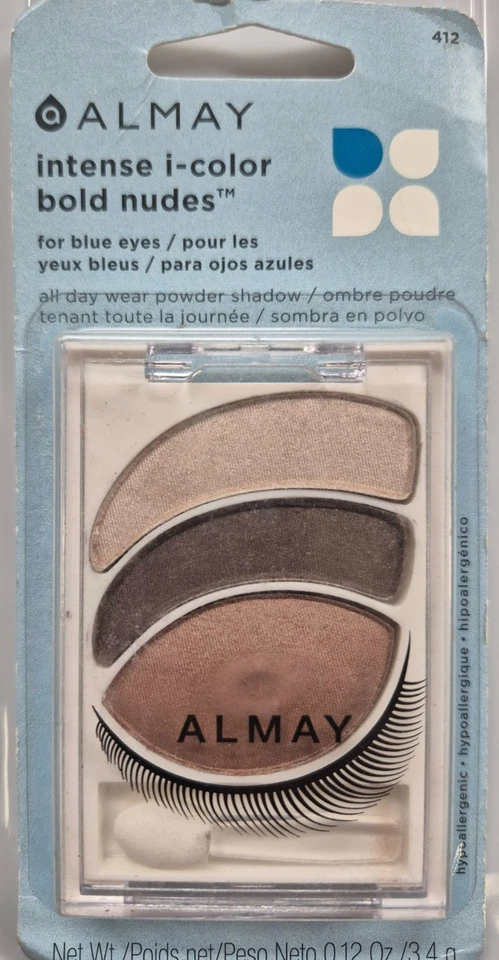 412
ALMAY
intense i-color
bold nudes™
for blue eyes / pour les
yeux bleus / para ojos azules
all day wear powder shadow / ombre poudre
tenant toute la journée / sombra en polvo
ALMAY
hypoallergenic • hypoallergique • hipoalergénico
Net Wt./Poids net/Peso Neto 0.12 Oz./3.4 g